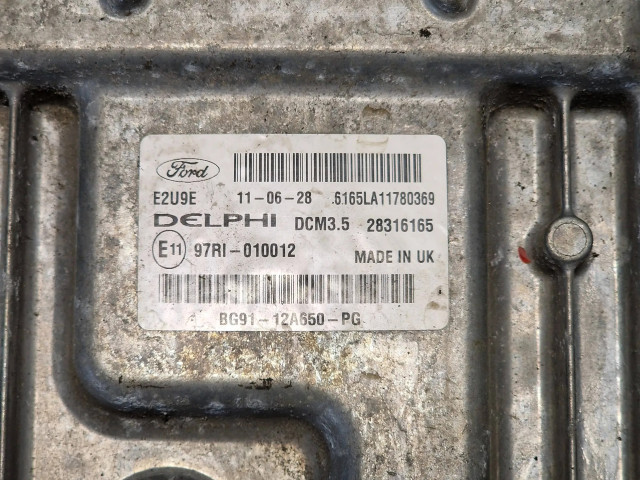 Ford
E2U9E 11-06-28 .6165LA11780369
DELPHI DCM3.5 28316165
E11 97RI-010012 MADE IN UK
BG91-12A650-PG